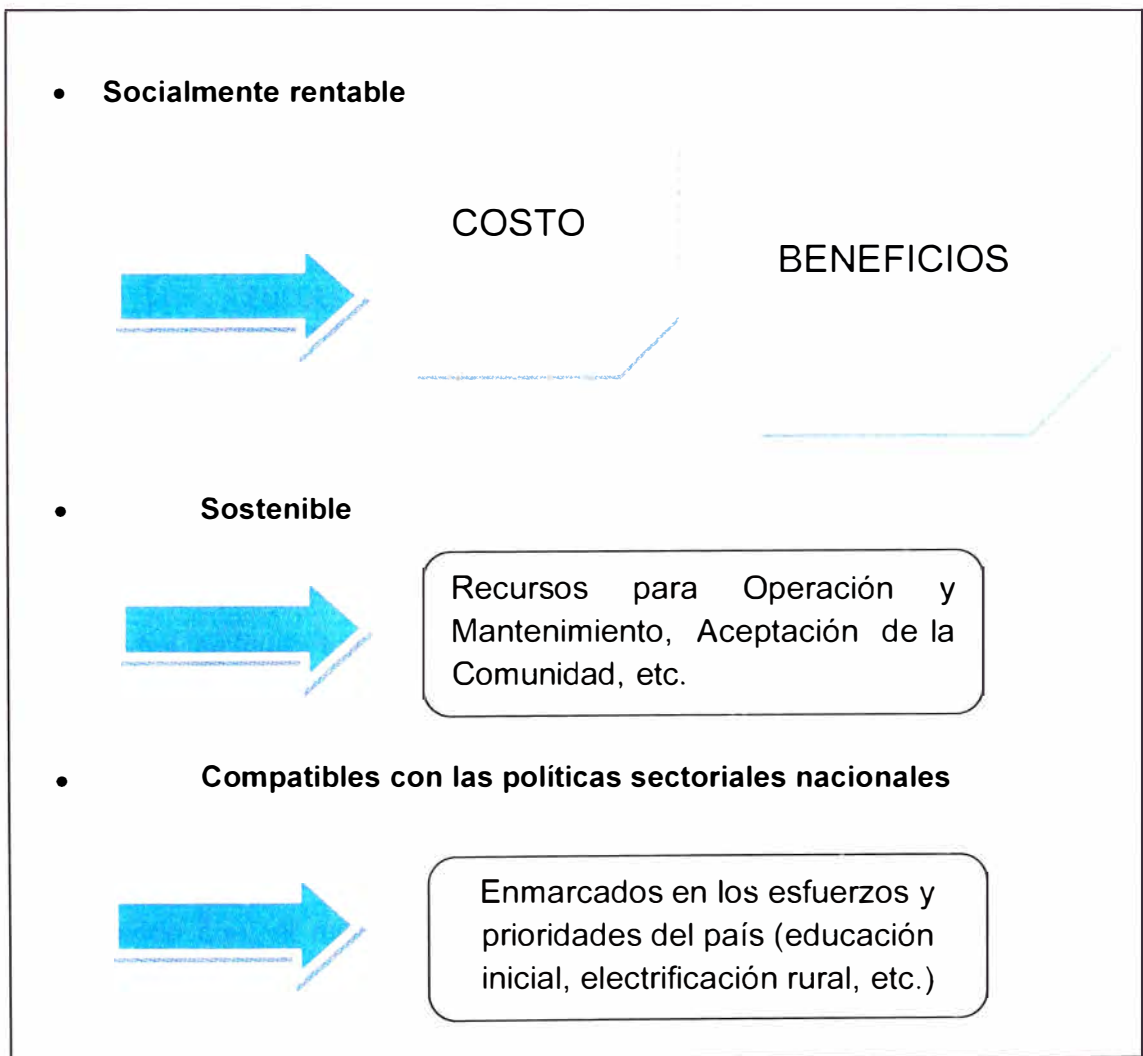 • Socialmente rentable
COSTO
BENEFICIOS
• Sostenible
Recursos para Operación y
Mantenimiento, Aceptación de la
Comunidad, etc.
• Compatibles con las políticas sectoriales nacionales
Enmarcados en los esfuerzos y
prioridades del país (educación
inicial, electrificación rural, etc.)